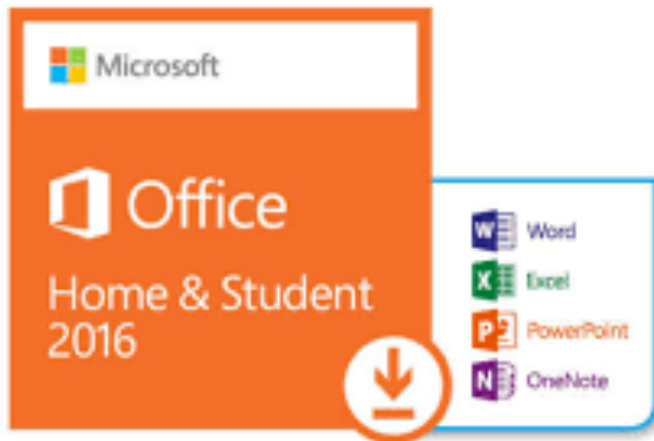 Microsoft
Office
Home & Student
2016
Word
Excel
PowerPoint
OneNote